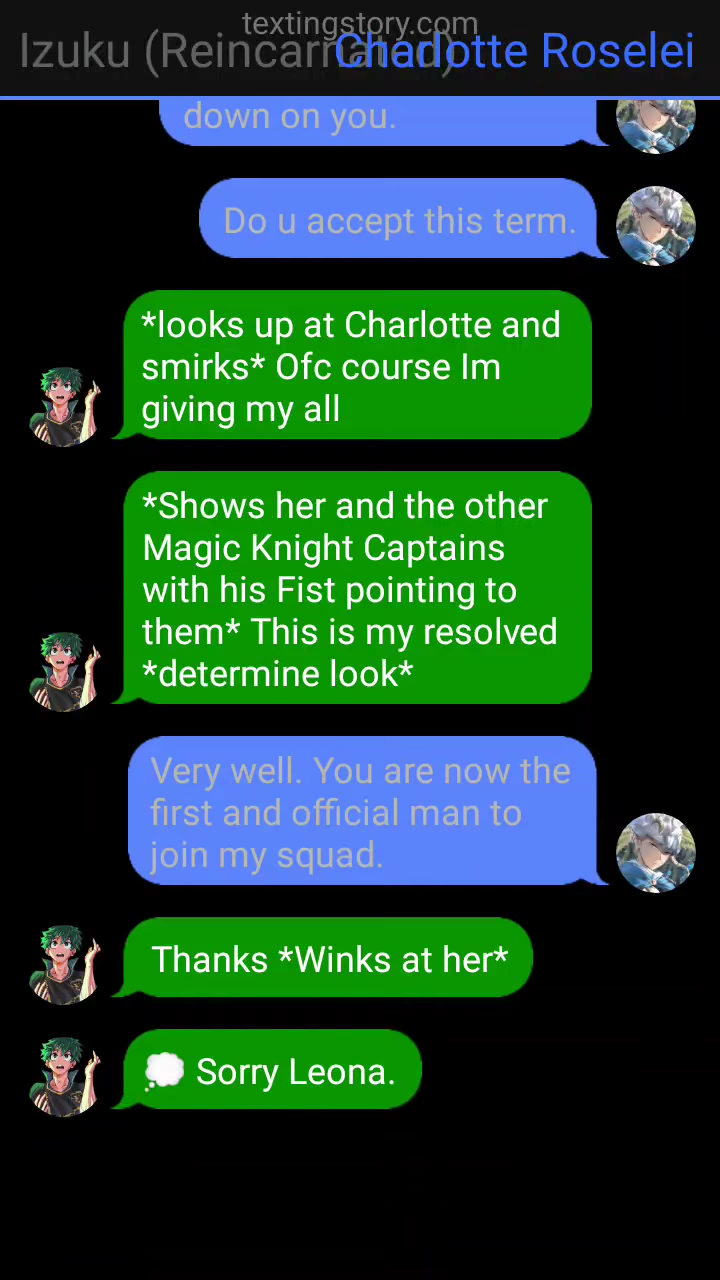 textingstory.com
Izuku (Reincarnated)
Charlotte Roselei
down on you.
Do u accept this term.
*looks up at Charlotte and
smirks* Ofc course Im
giving my all
*Shows her and the other
Magic Knight Captains
with his Fist pointing to
them* This is my resolved
*determine look*
Very well. You are now the
first and official man to
join my squad.
Thanks *Winks at her*
💭 Sorry Leona.